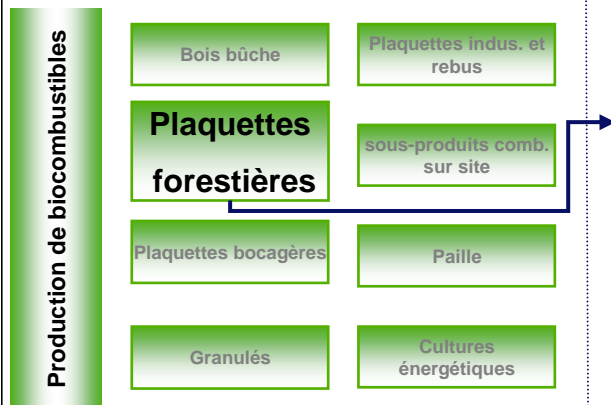 Production de biocombustibles
Bois bûche
Plaquettes indus. et
rebus
Plaquettes
forestières
sous-produits comb.
sur site
Plaquettes bocagères
Paille
Granulés
Cultures
énergétiques